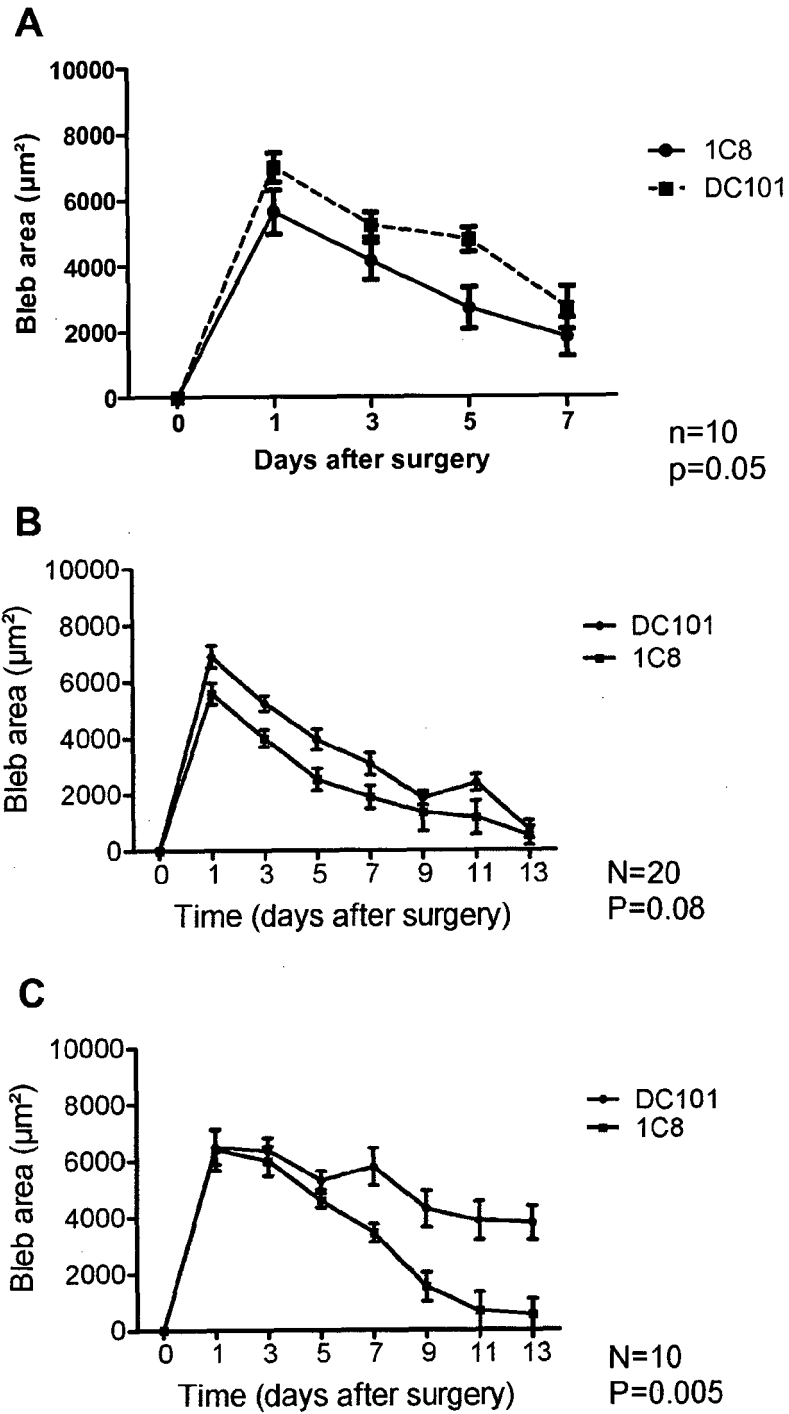 A
10000
8000
6000
4000
2000
0
Bleb area (µm²)
0 1 3 5 7
Days after surgery
1C8
DC101
n=10
p=0.05
B
10000
8000
6000
4000
2000
0
Bleb area (µm²)
0 1 3 5 7 9 11 13
Time (days after surgery)
DC101
1C8
N=20
P=0.08
C
10000
8000
6000
4000
2000
0
Bleb area (µm²)
0 1 3 5 7 9 11 13
Time (days after surgery)
DC101
1C8
N=10
P=0.005